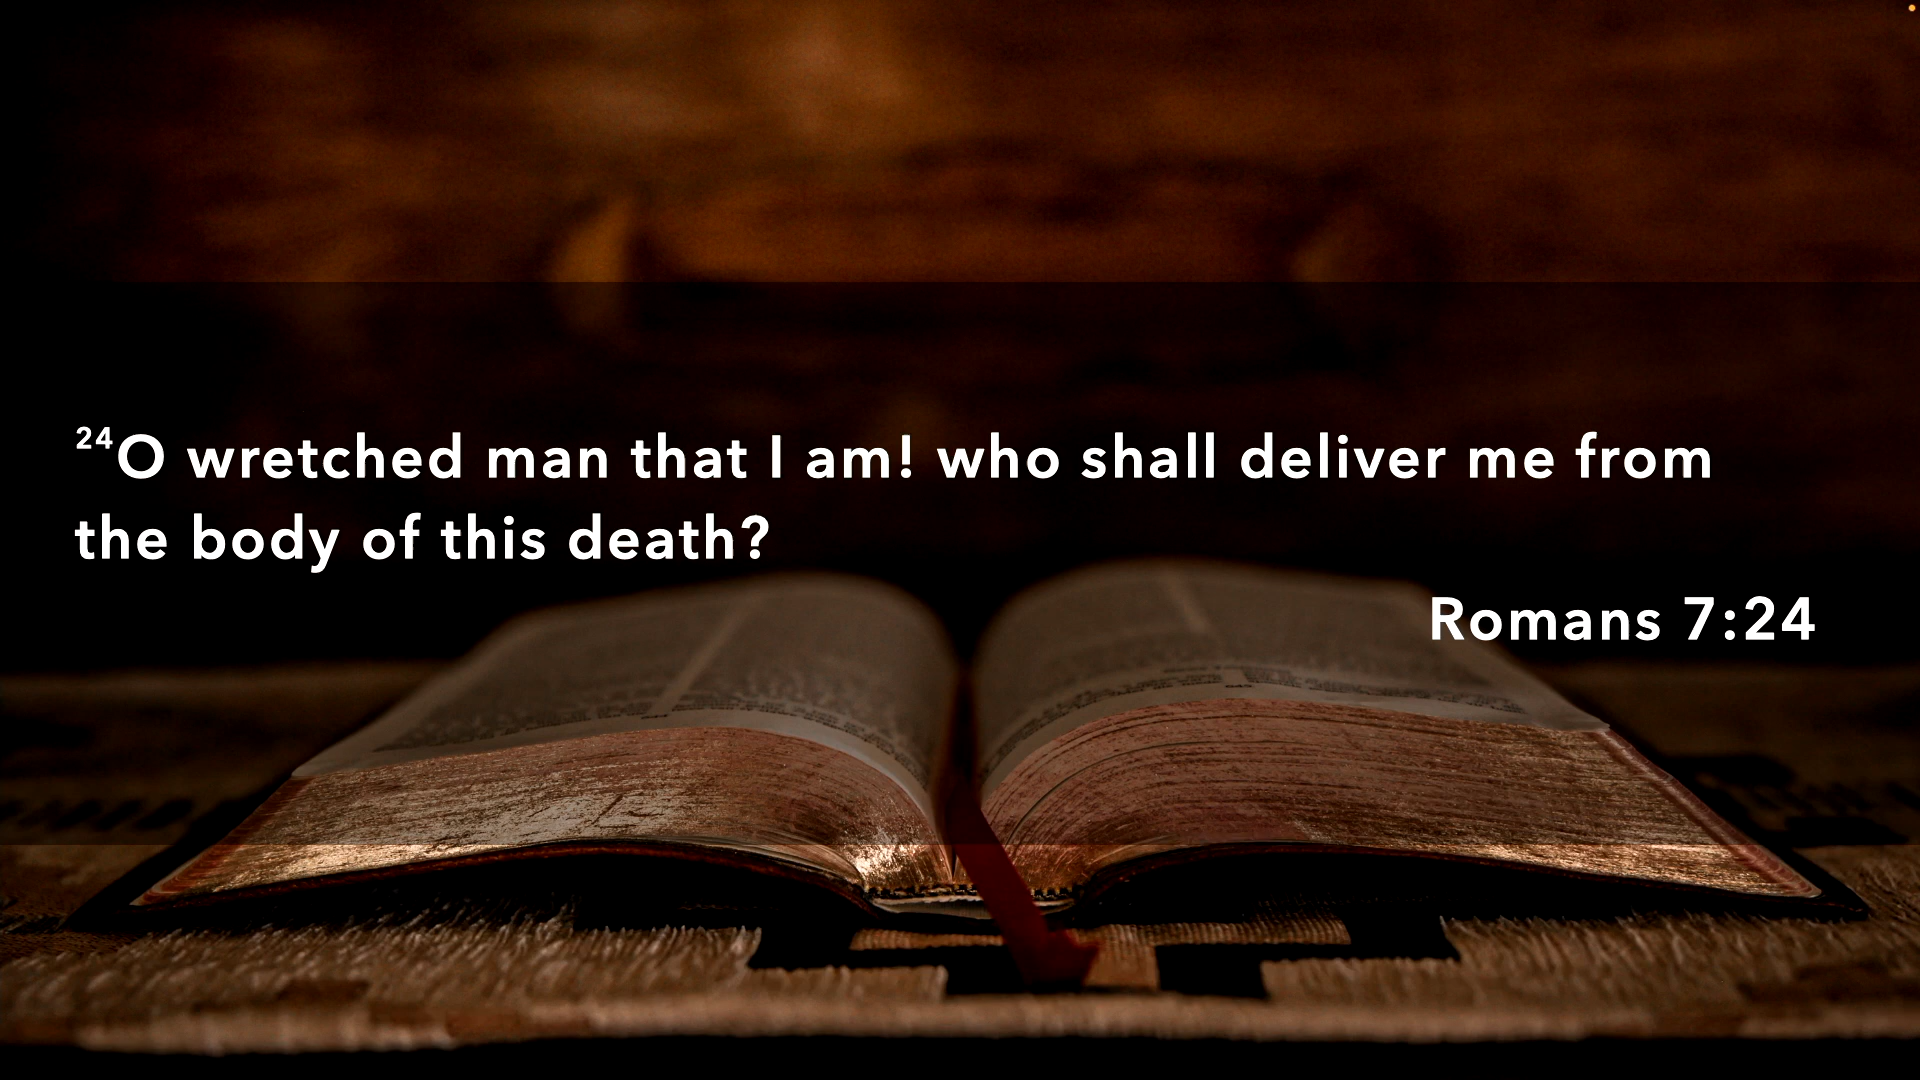 ²⁴O wretched man that I am! who shall deliver me from
the body of this death?
Romans 7:24